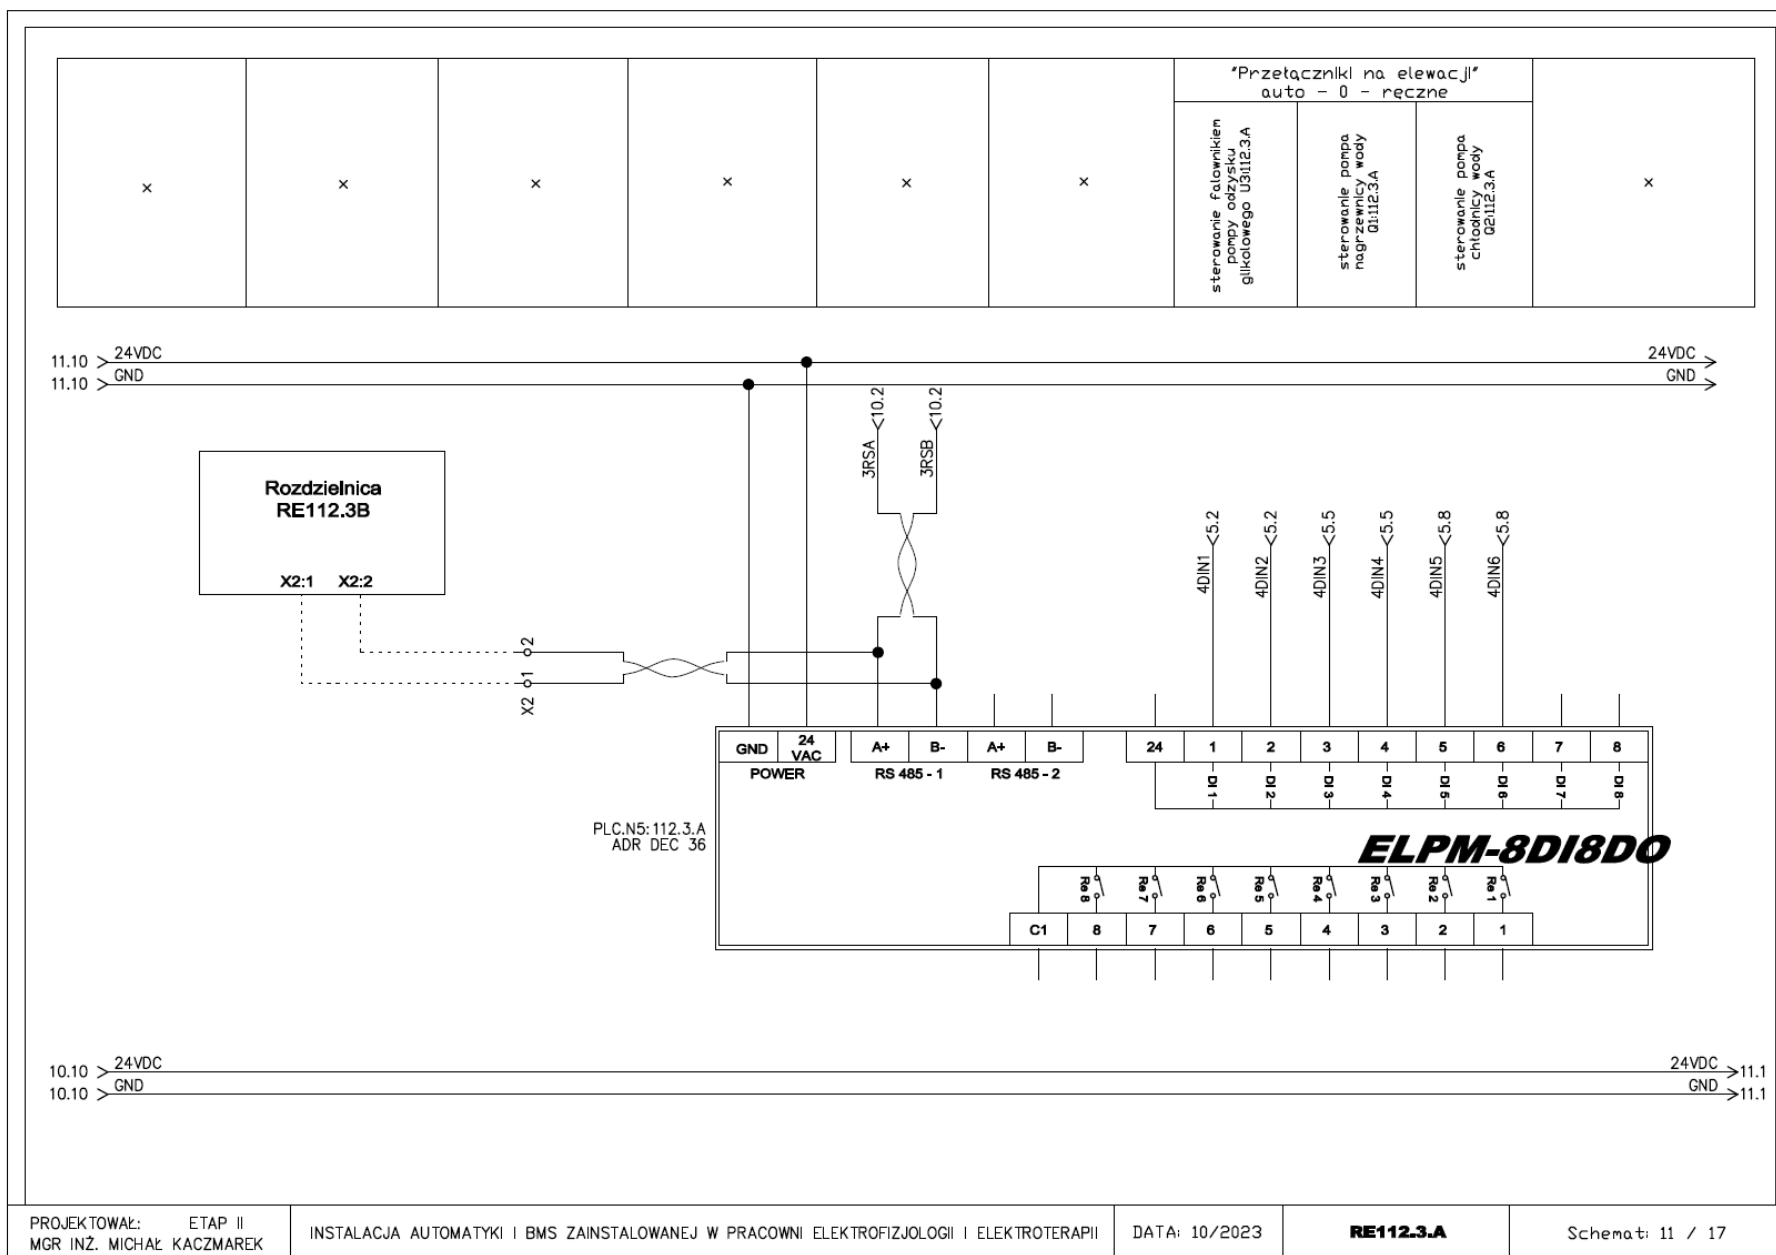 "Przełączniki na elewacji"
auto - 0 - ręczne
sterowanie falownikiem
pompy odzysku
glikolowego U3:112.3.A
sterowanie pompa
nagrzewnicy wody
Q1:112.3.A
sterowanie pompa
chłodnicy wody
Q2:112.3.A
× × × × × × ×
11.10 24VDC 24VDC
11.10 GND GND
10.2 10.2
3RSA 3RSB
Rozdzielnica
RE112.3B
X2:1 X2:2
5.2 5.2 5.5 5.5 5.8 5.8
4DIN1 4DIN2 4DIN3 4DIN4 4DIN5 4DIN6
2
1
X2
GND 24 VAC A+ B- A+ B- 24 1 2 3 4 5 6 7 8
POWER RS 485 - 1 RS 485 - 2
DI 1 DI 2 DI 3 DI 4 DI 5 DI 6 DI 7 DI 8
PLC.N5:112.3.A
ADR DEC 36
ELPM-8DI8DO
Re 8 Re 7 Re 6 Re 5 Re 4 Re 3 Re 2 Re 1
C1 8 7 6 5 4 3 2 1
10.10 24VDC 24VDC 11.1
10.10 GND GND 11.1
PROJEKTOWAŁ: ETAP II
MGR INŻ. MICHAŁ KACZMAREK
INSTALACJA AUTOMATYKI I BMS ZAINSTALOWANEJ W PRACOWNI ELEKTROFIZJOLOGII I ELEKTROTERAPII
DATA: 10/2023
RE112.3.A
Schemat: 11 / 17